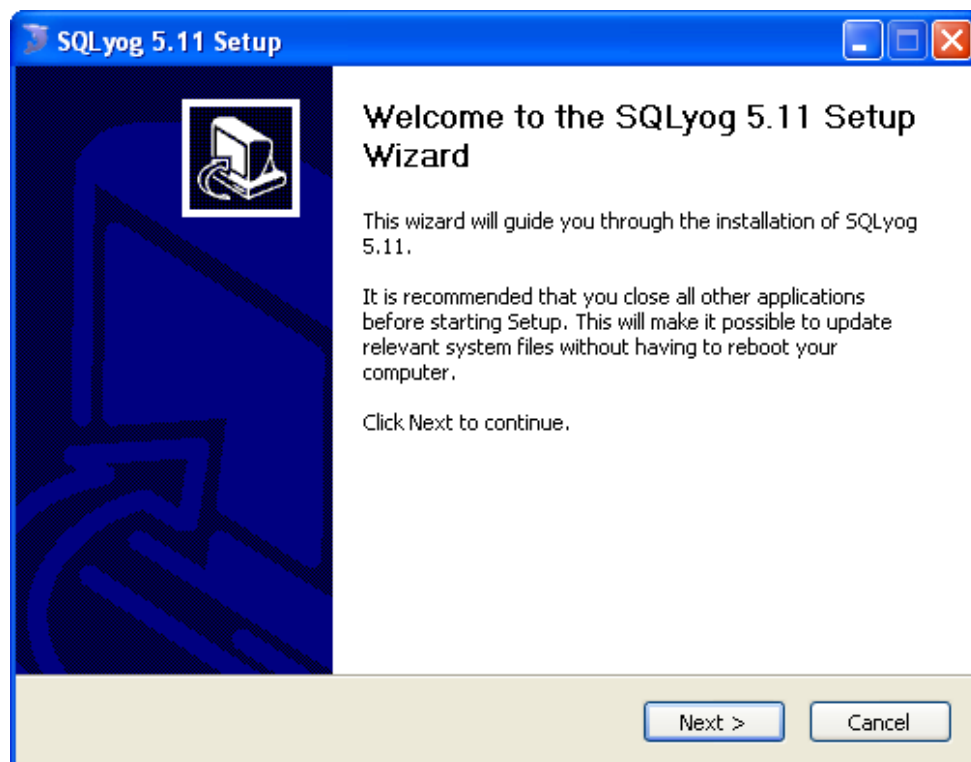 SQLyog 5.11 Setup
Welcome to the SQLyog 5.11 Setup
Wizard
This wizard will guide you through the installation of SQLyog
5.11.
It is recommended that you close all other applications
before starting Setup. This will make it possible to update
relevant system files without having to reboot your
computer.
Click Next to continue.
Next >
Cancel